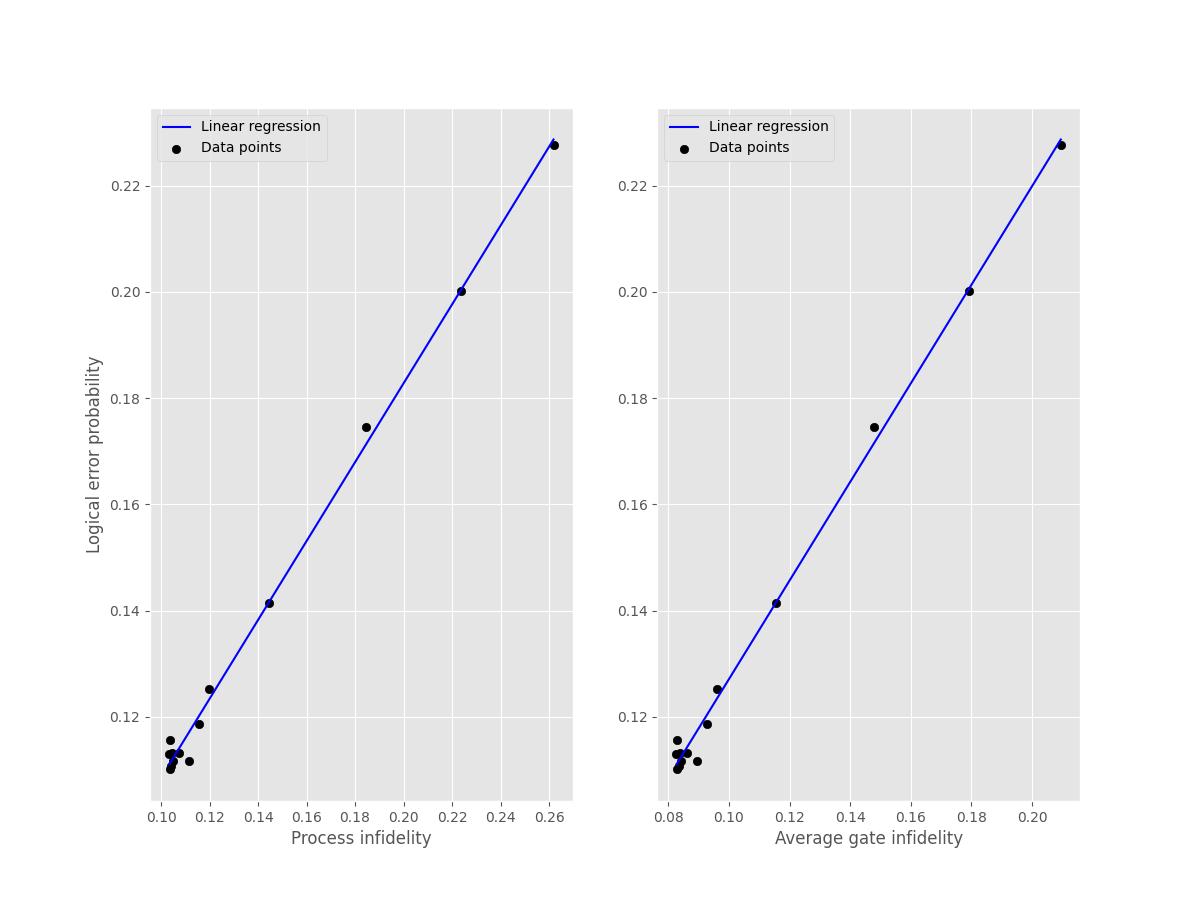 Linear regression
Data points
0.22
0.20
0.18
0.16
0.14
0.12
Logical error probability
0.10 0.12 0.14 0.16 0.18 0.20 0.22 0.24 0.26
Process infidelity
Linear regression
Data points
0.22
0.20
0.18
0.16
0.14
0.12
0.08 0.10 0.12 0.14 0.16 0.18 0.20
Average gate infidelity